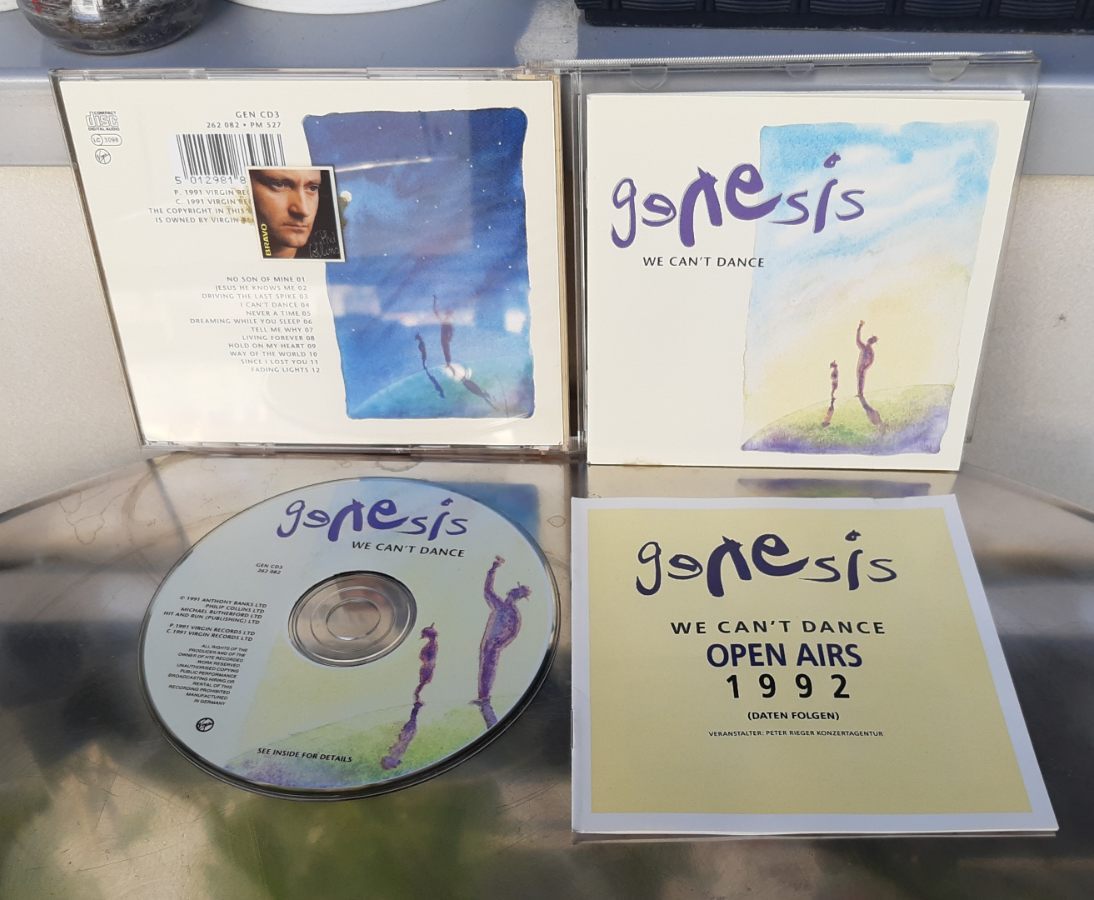 COMPACT
disc
DIGITAL AUDIO
LC 3098
Virgin
GEN CD3
262 082 • PM 527
5 012981 8
P. 1991 VIRGIN
C. 1991 VIRGIN
THE COPYRIGHT IN THIS
IS OWNED BY VIRGIN
BRAVO
Phil
Collins
NO SON OF MINE 01
JESUS HE KNOWS ME 02
DRIVING THE LAST SPIKE 03
I CAN'T DANCE 04
NEVER A TIME 05
DREAMING WHILE YOU SLEEP 06
TELL ME WHY 07
LIVING FOREVER 08
HOLD ON MY HEART 09
WAY OF THE WORLD 10
SINCE I LOST YOU 11
FADING LIGHTS 12
genesis
WE CAN'T DANCE
genesis
WE CAN'T DANCE
GEN CD3
262 082
© 1991 ANTHONY BANKS LTD
PHILIP COLLINS LTD
MICHAEL RUTHERFORD LTD
HIT AND RUN (PUBLISHING) LTD
P. 1991 VIRGIN RECORDS LTD
C. 1991 VIRGIN RECORDS LTD
ALL RIGHTS OF THE
PRODUCER AND OF THE
OWNER OF THE RECORDED
WORK RESERVED
UNAUTHORISED COPYING
PUBLIC PERFORMANCE
BROADCASTING HIRING OR
RENTAL OF THIS
RECORDING PROHIBITED
MANUFACTURED
IN GERMANY
Virgin
SEE INSIDE FOR DETAILS
genesis
WE CAN'T DANCE
OPEN AIRS
1992
(DATEN FOLGEN)
VERANSTALTER: PETER RIEGER KONZERTAGENTUR